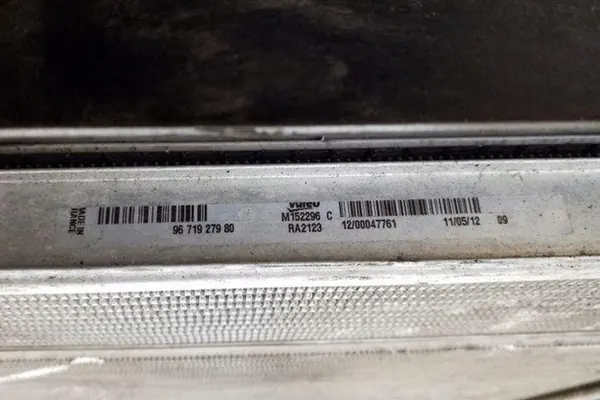 MADE IN
FRANCE
96 719 279 80
Valeo
M152296 C
RA2123
12/00047761
11/05/12 09